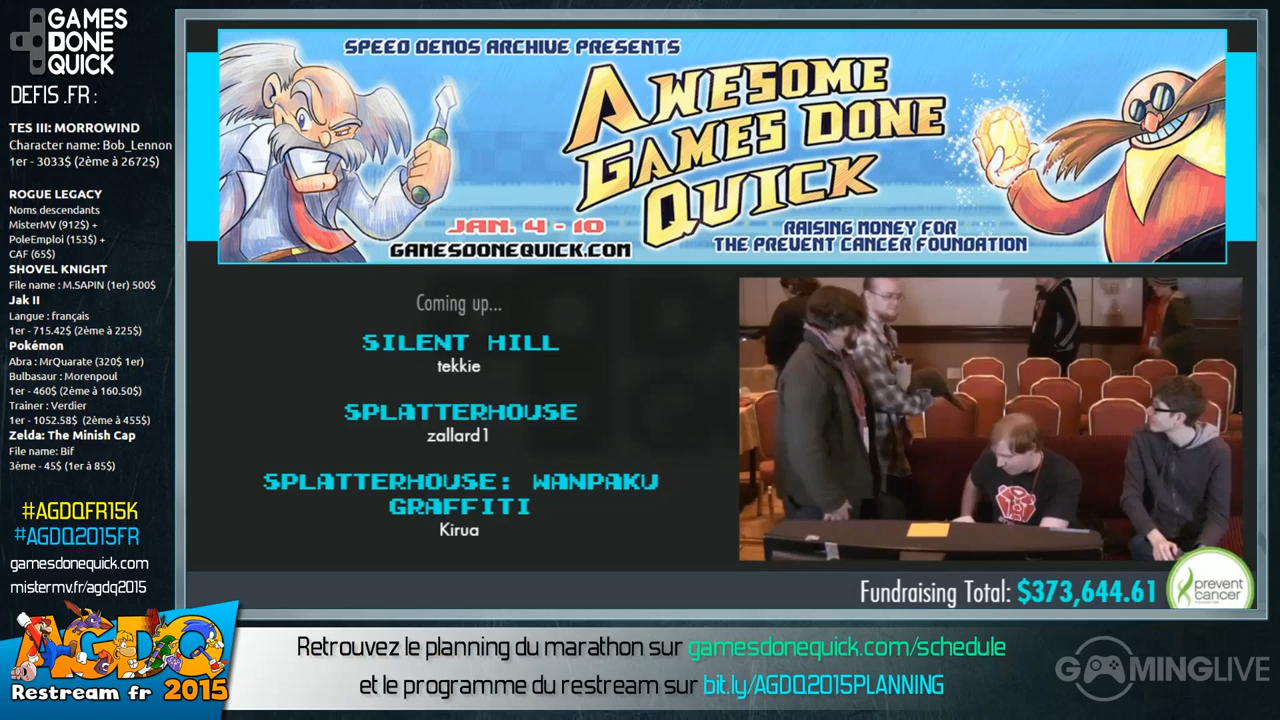 GAMES
DONE
QUICK
DEFIS .FR :
TES III: MORROWIND
Character name: Bob_Lennon
1er - 3033$ (2ème à 2672$)
ROGUE LEGACY
Noms descendants
MisterMV (912$) +
PoleEmploi (153$) +
CAF (65$)
SHOVEL KNIGHT
File name : M.SAPIN (1er) 500$
Jak II
Langue : français
1er - 715.42$ (2ème à 225$)
Pokémon
Abra : MrQuarate (320$ 1er)
Bulbasaur : Morenpoul
1er - 460$ (2ème à 160.50$)
Trainer : Verdier
1er - 1052.58$ (2ème à 455$)
Zelda: The Minish Cap
File name: Bif
3ème - 45$ (1er à 85$)
#AGDQFR15K
#AGDQ2015FR
gamesdonequick.com
mistermv.fr/agdq2015
AGDQ
Restream fr 2015
SPEED DEMOS ARCHIVE PRESENTS
AWESOME
GAMES DONE
QUICK
JAN. 4 - 10
GAMESDONEQUICK.COM
RAISING MONEY FOR
THE PREVENT CANCER FOUNDATION
Coming up...
SILENT HILL
tekkie
SPLATTERHOUSE
zallard1
SPLATTERHOUSE: WANPAKU
GRAFFITI
Kirua
Fundraising Total: $373,644.61
prevent
cancer
Retrouvez le planning du marathon sur gamesdonequick.com/schedule
et le programme du restream sur bit.ly/AGDQ2015PLANNING
GAMINGLIVE